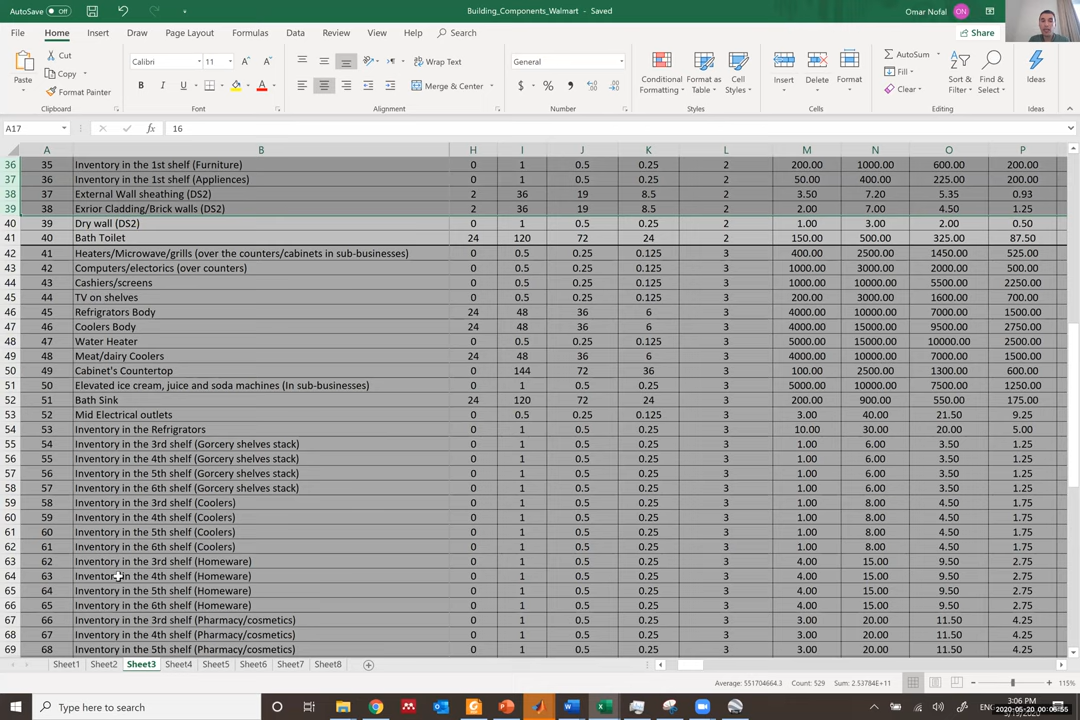 AutoSave Off Building_Components_Walmart - Saved Omar Nofal ON
File Home Insert Draw Page Layout Formulas Data Review View Help Search Share
Paste Cut Copy Format Painter Clipboard
Calibri 11 B I U A Font
Wrap Text Merge & Center Alignment
General $ % , Number
Conditional Formatting Format as Table Cell Styles Styles
Insert Delete Format Cells
AutoSum Fill Clear Sort & Filter Find & Select Editing
Ideas Ideas
A17 fx 16
A B H I J K L M N O P
36 35 Inventory in the 1st shelf (Furniture) 0 1 0.5 0.25 2 200.00 1000.00 600.00 200.00
37 36 Inventory in the 1st shelf (Appliances) 0 1 0.5 0.25 2 50.00 400.00 225.00 200.00
38 37 External Wall sheathing (DS2) 2 36 19 8.5 2 3.50 7.20 5.35 0.93
39 38 Exrior Cladding/Brick walls (DS2) 2 36 19 8.5 2 2.00 7.00 4.50 1.25
40 39 Dry wall (DS2) 0 1 0.5 0.25 2 1.00 3.00 2.00 0.50
41 40 Bath Toilet 24 120 72 24 2 150.00 500.00 325.00 87.50
42 41 Heaters/Microwave/grills (over the counters/cabinets in sub-businesses) 0 0.5 0.25 0.125 3 400.00 2500.00 1450.00 525.00
43 42 Computers/electorics (over counters) 0 0.5 0.25 0.125 3 1000.00 3000.00 2000.00 500.00
44 43 Cashiers/screens 0 0.5 0.25 0.125 3 1000.00 10000.00 5500.00 2250.00
45 44 TV on shelves 0 0.5 0.25 0.125 3 200.00 3000.00 1600.00 700.00
46 45 Refrigrators Body 24 48 36 6 3 4000.00 10000.00 7000.00 1500.00
47 46 Coolers Body 24 48 36 6 3 4000.00 15000.00 9500.00 2750.00
48 47 Water Heater 0 0.5 0.25 0.125 3 5000.00 15000.00 10000.00 2500.00
49 48 Meat/dairy Coolers 24 48 36 6 3 4000.00 10000.00 7000.00 1500.00
50 49 Cabinet's Countertop 0 144 72 36 3 100.00 2500.00 1300.00 600.00
51 50 Elevated ice cream, juice and soda machines (In sub-businesses) 0 1 0.5 0.25 3 5000.00 10000.00 7500.00 1250.00
52 51 Bath Sink 24 120 72 24 3 200.00 900.00 550.00 175.00
53 52 Mid Electrical outlets 0 0.5 0.25 0.125 3 3.00 40.00 21.50 9.25
54 53 Inventory in the Refrigrators 0 1 0.5 0.25 3 10.00 30.00 20.00 5.00
55 54 Inventory in the 3rd shelf (Gorcery shelves stack) 0 1 0.5 0.25 3 1.00 6.00 3.50 1.25
56 55 Inventory in the 4th shelf (Gorcery shelves stack) 0 1 0.5 0.25 3 1.00 6.00 3.50 1.25
57 56 Inventory in the 5th shelf (Gorcery shelves stack) 0 1 0.5 0.25 3 1.00 6.00 3.50 1.25
58 57 Inventory in the 6th shelf (Gorcery shelves stack) 0 1 0.5 0.25 3 1.00 6.00 3.50 1.25
59 58 Inventory in the 3rd shelf (Coolers) 0 1 0.5 0.25 3 1.00 8.00 4.50 1.75
60 59 Inventory in the 4th shelf (Coolers) 0 1 0.5 0.25 3 1.00 8.00 4.50 1.75
61 60 Inventory in the 5th shelf (Coolers) 0 1 0.5 0.25 3 1.00 8.00 4.50 1.75
62 61 Inventory in the 6th shelf (Coolers) 0 1 0.5 0.25 3 1.00 8.00 4.50 1.75
63 62 Inventory in the 3rd shelf (Homeware) 0 1 0.5 0.25 3 4.00 15.00 9.50 2.75
64 63 Inventory in the 4th shelf (Homeware) 0 1 0.5 0.25 3 4.00 15.00 9.50 2.75
65 64 Inventory in the 5th shelf (Homeware) 0 1 0.5 0.25 3 4.00 15.00 9.50 2.75
66 65 Inventory in the 6th shelf (Homeware) 0 1 0.5 0.25 3 4.00 15.00 9.50 2.75
67 66 Inventory in the 3rd shelf (Pharmacy/cosmetics) 0 1 0.5 0.25 3 3.00 20.00 11.50 4.25
68 67 Inventory in the 4th shelf (Pharmacy/cosmetics) 0 1 0.5 0.25 3 3.00 20.00 11.50 4.25
69 68 Inventory in the 5th shelf (Pharmacy/cosmetics) 0 1 0.5 0.25 3 3.00 20.00 11.50 4.25
Sheet1 Sheet2 Sheet3 Sheet4 Sheet5 Sheet6 Sheet7 Sheet8
Average: 551704664.3 Count: 529 Sum: 2.53784E+11 115%
Type here to search ENG 3:06 PM
2020-05-20 00:06:55